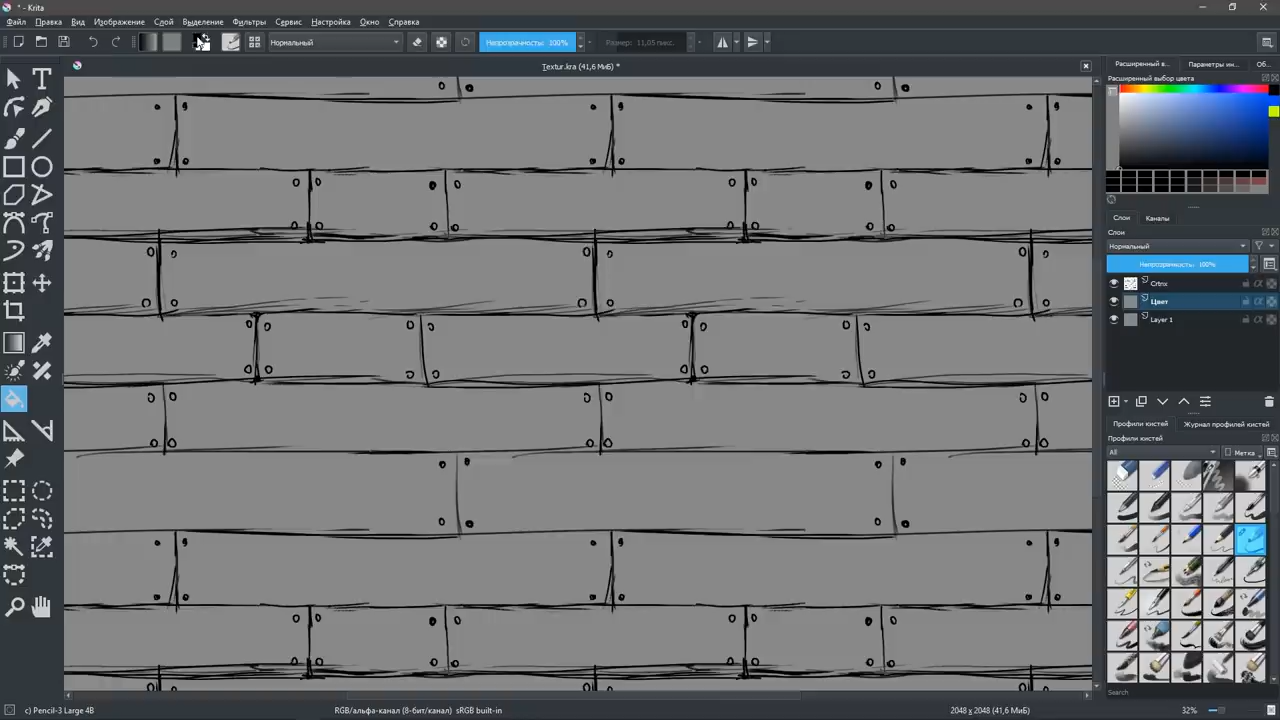 * - Krita
Файл Правка Вид Изображение Слой Выделение Фильтры Сервис Настройка Окно Справка
Нормальный
Непрозрачность: 100%
Размер: 11,05 пикс.
Textur.kra (41,6 МиБ) *
Расширенный в... Параметры ин... Об...
Расширенный выбор цвета
Слои Каналы
Слои
Нормальный
Непрозрачность: 100%
Crtnx
Цвет
Layer 1
Профили кистей Журнал профилей кистей
Профили кистей
All Метка
Search
c) Pencil-3 Large 4B RGB/альфа-канал (8-бит/канал) sRGB built-in 2048 x 2048 (41,6 МиБ) 32%